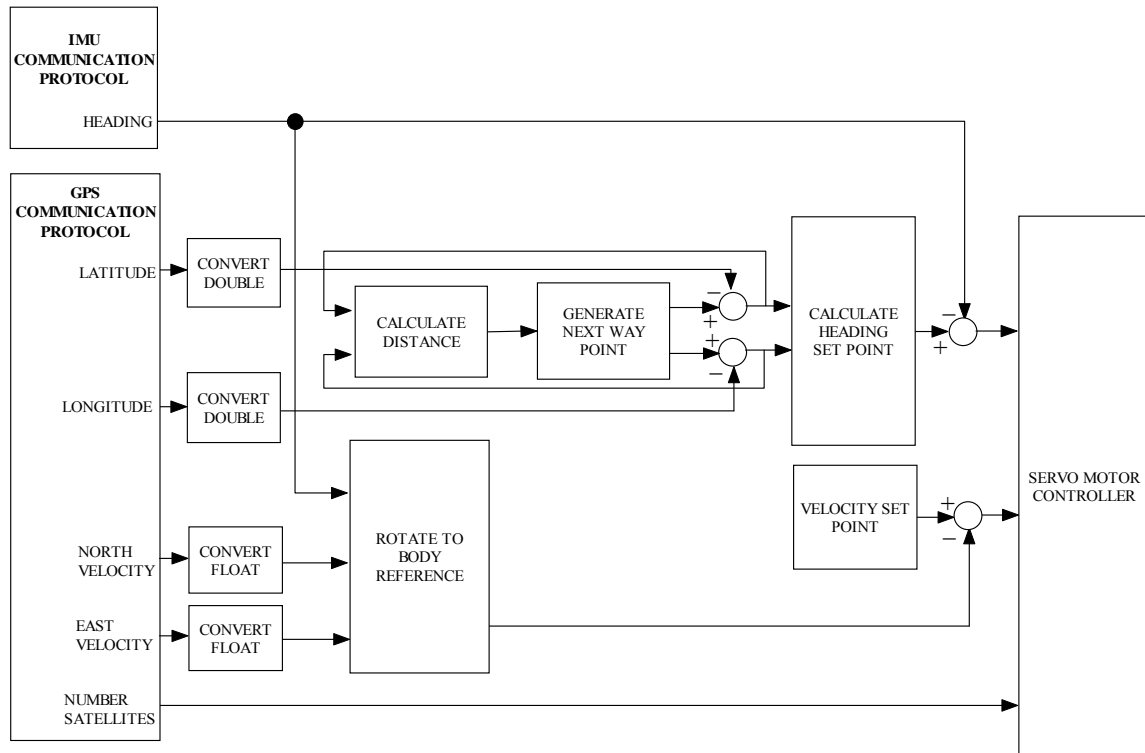 IMU
COMMUNICATION
PROTOCOL
HEADING
GPS
COMMUNICATION
PROTOCOL
LATITUDE
CONVERT
DOUBLE
CALCULATE
DISTANCE
GENERATE
NEXT WAY
POINT
−
+
+
−
CALCULATE
HEADING
SET POINT
−
+
LONGITUDE
CONVERT
DOUBLE
SERVO MOTOR
CONTROLLER
VELOCITY SET
POINT
+
−
ROTATE TO
BODY
REFERENCE
NORTH
VELOCITY
CONVERT
FLOAT
EAST
VELOCITY
CONVERT
FLOAT
NUMBER
SATELLITES